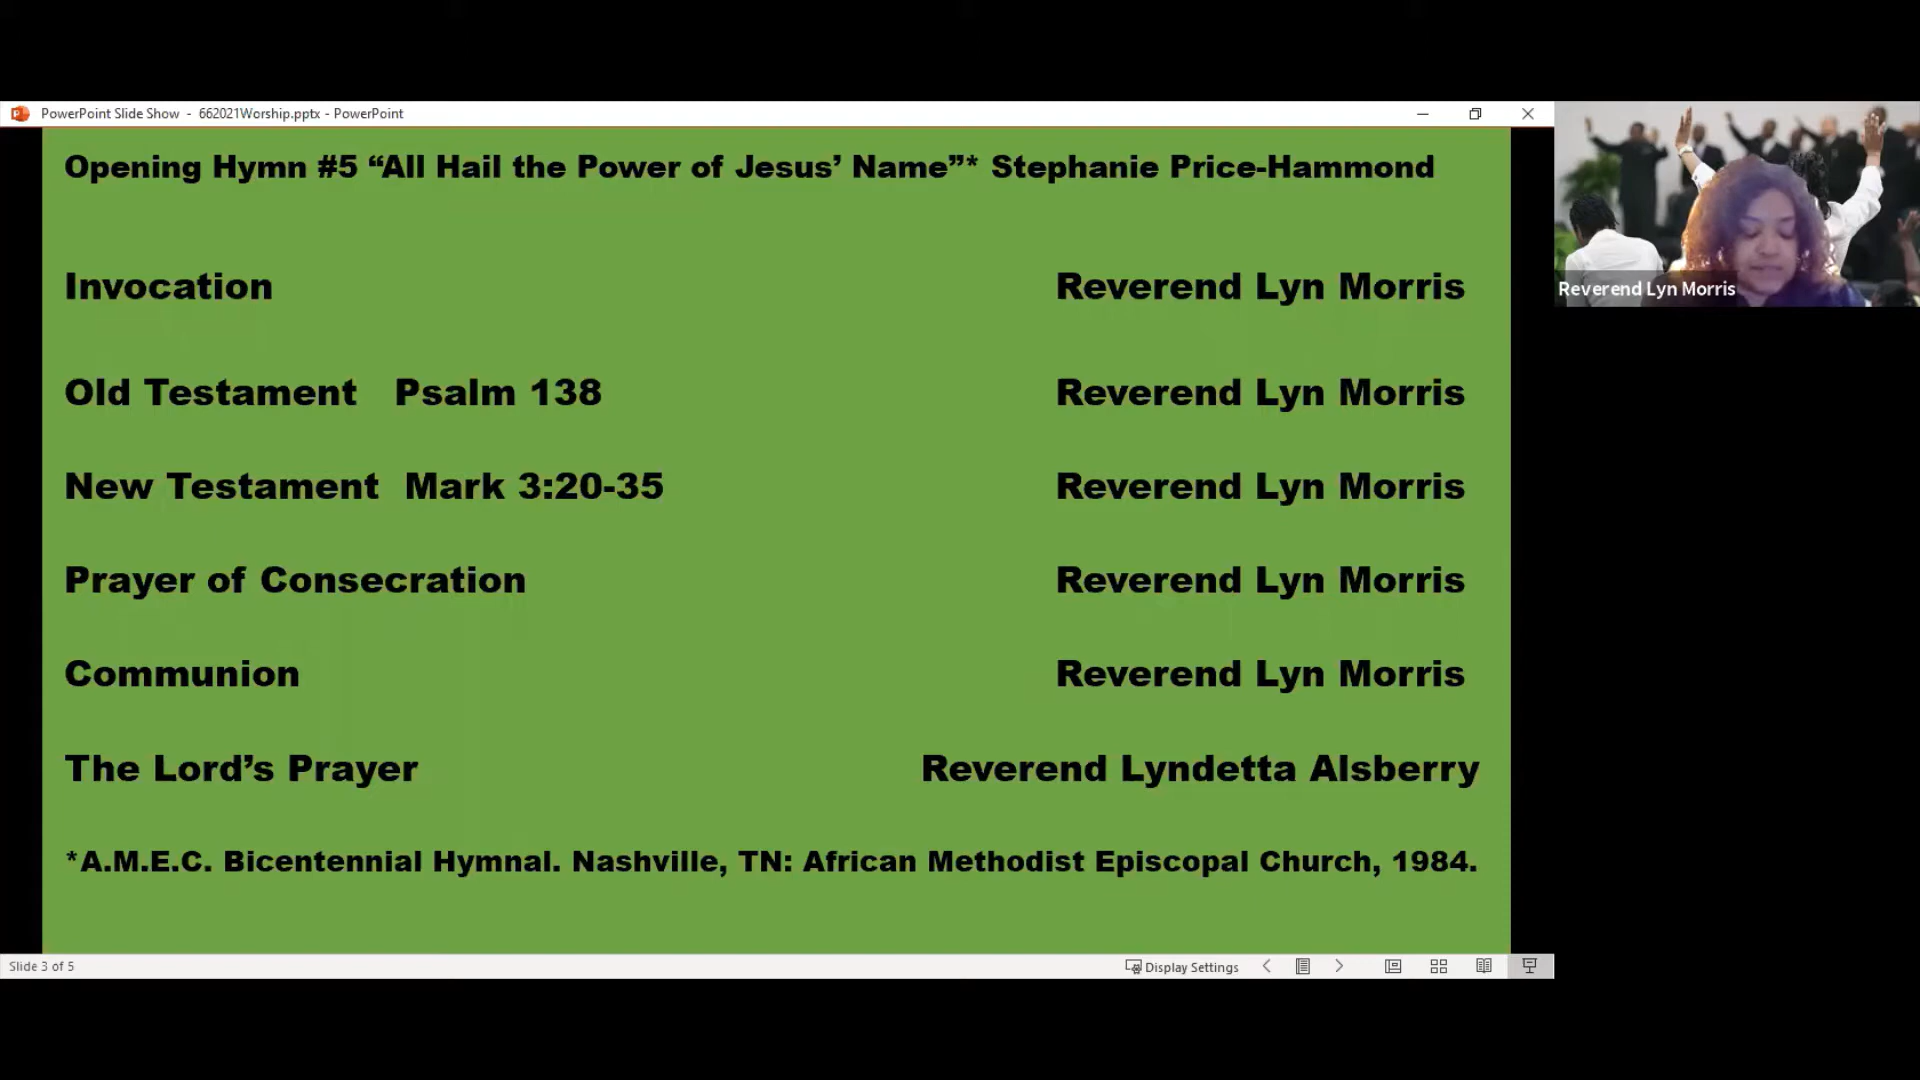 PowerPoint Slide Show - 662021Worship.pptx - PowerPoint
Opening Hymn #5 “All Hail the Power of Jesus’ Name”* Stephanie Price-Hammond
Invocation Reverend Lyn Morris
Old Testament Psalm 138 Reverend Lyn Morris
New Testament Mark 3:20-35 Reverend Lyn Morris
Prayer of Consecration Reverend Lyn Morris
Communion Reverend Lyn Morris
The Lord’s Prayer Reverend Lyndetta Alsberry
*A.M.E.C. Bicentennial Hymnal. Nashville, TN: African Methodist Episcopal Church, 1984.
Slide 3 of 5 Display Settings
Reverend Lyn Morris